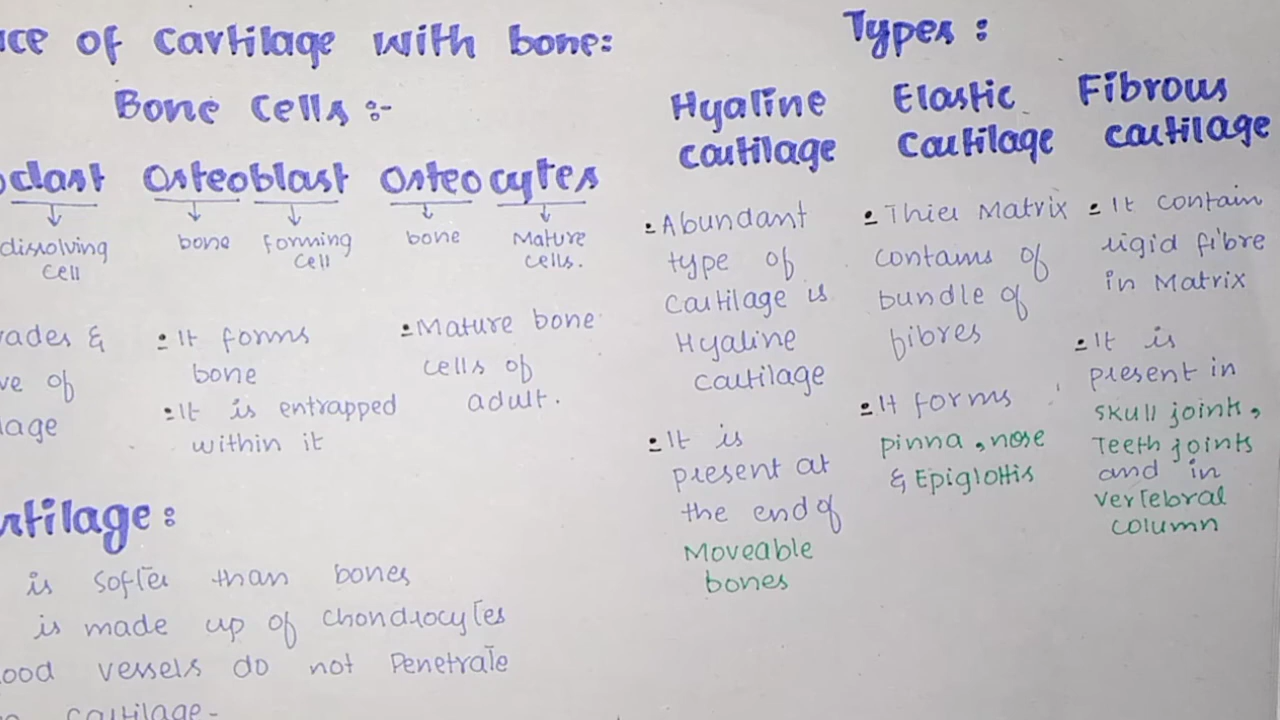 ce of cartilage with bone:
Bone Cells :-
clast Osteoblast Osteocytes
dissolving cell
bone forming cell
bone Mature cells.
ades &
ve of
lage
It forms
bone
It is entrapped
within it
Mature bone
cells of
adult.
rtilage:
is softer than bones
is made up of chondrocytes
ood vessels do not Penetrate
cartilage-
Types :
Hyaline
cartilage
Abundant
type of
Cartilage is
Hyaline
cartilage
It is
present at
the end of
Moveable
bones
Elastic
Cartilage
Thier Matrix
contains of
bundle of
fibres
It forms
pinna, nose
& Epiglottis
Fibrous
cartilage
It contain
rigid fibre
in Matrix
It is
present in
skull joint,
Teeth joints
and in
vertebral
column